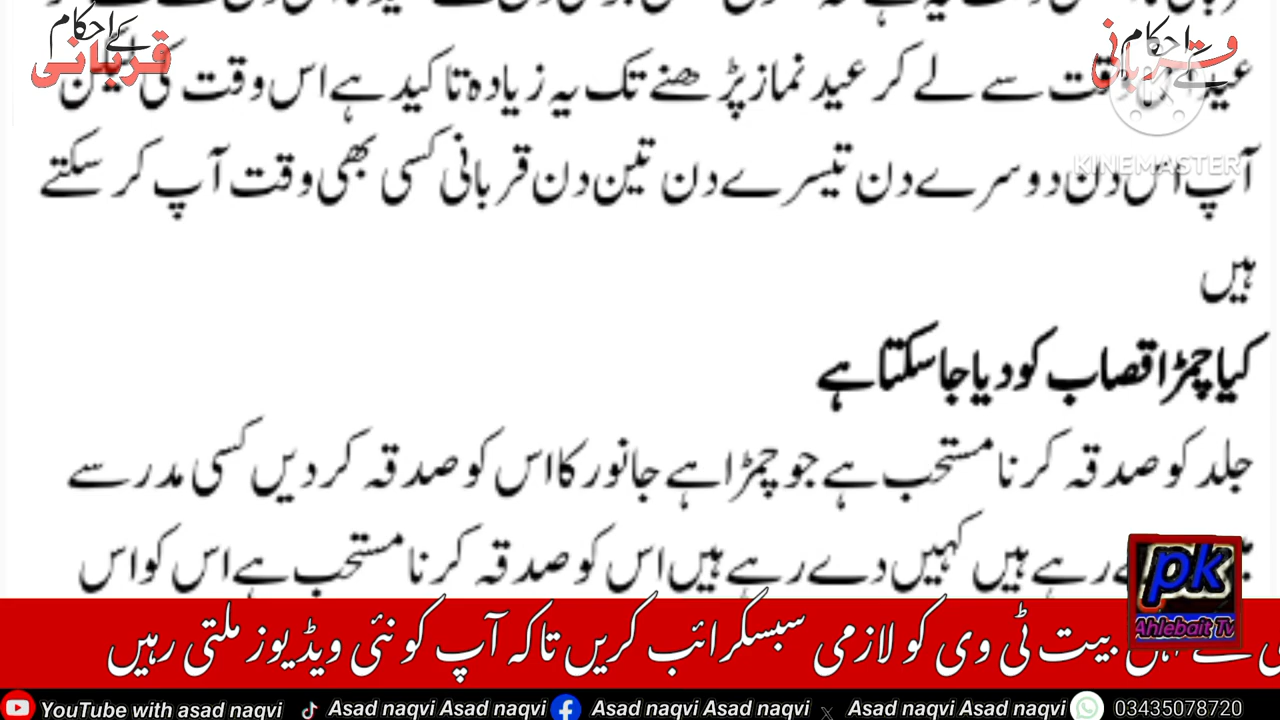 کے احکام
قربانی
کے احکام
قربانی
سے لے کر عید نماز پڑھنے تک یہ زیادہ تاکید ہے اس وقت کی لیکن
KINEMASTER
آپ اس دن دوسرے دن تیسرے دن تین دن قربانی کسی بھی وقت آپ کر سکتے
ہیں
کیا چمڑا قصاب کو دیا جا سکتا ہے
جلد کو صدقہ کرنا مستحب ہے جو چمڑا ہے جانور کا اس کو صدقہ کر دیں کسی مدرسے
رہے ہیں کہیں دے رہے ہیں اس کو صدقہ کرنا مستحب ہے اس کو اس
pk
Ahlebait Tv
بیت ٹی وی کو لازمی سبسکرائب کریں تاکہ آپ کو نئی ویڈیوز ملتی رہیں
YouTube with asad naqvi Asad naqvi Asad naqvi Asad naqvi Asad naqvi Asad naqvi Asad naqvi 03435078720